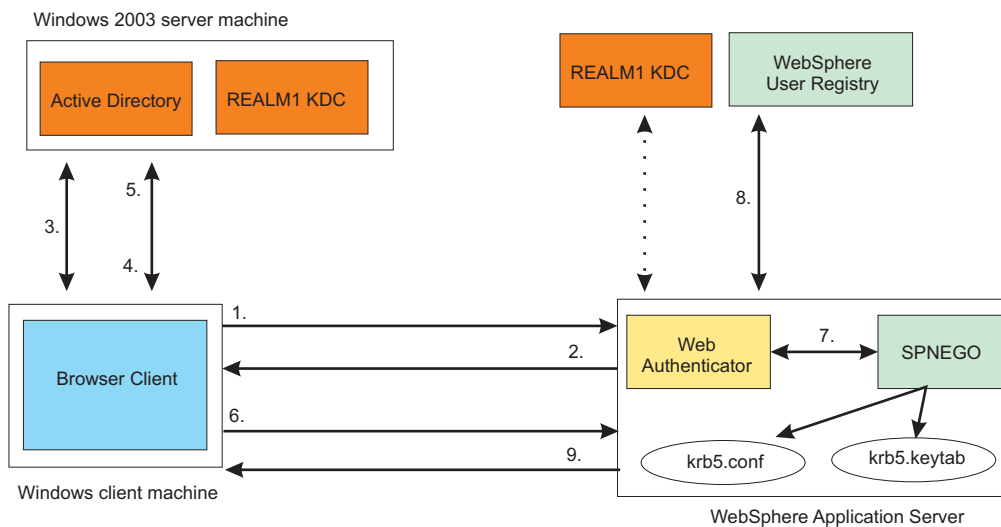 Windows 2003 server machine
Active Directory
REALM1 KDC
REALM1 KDC
WebSphere
User Registry
3.
5.
4.
8.
1.
2.
6.
9.
Browser Client
Windows client machine
Web
Authenticator
7.
SPNEGO
krb5.conf
krb5.keytab
WebSphere Application Server